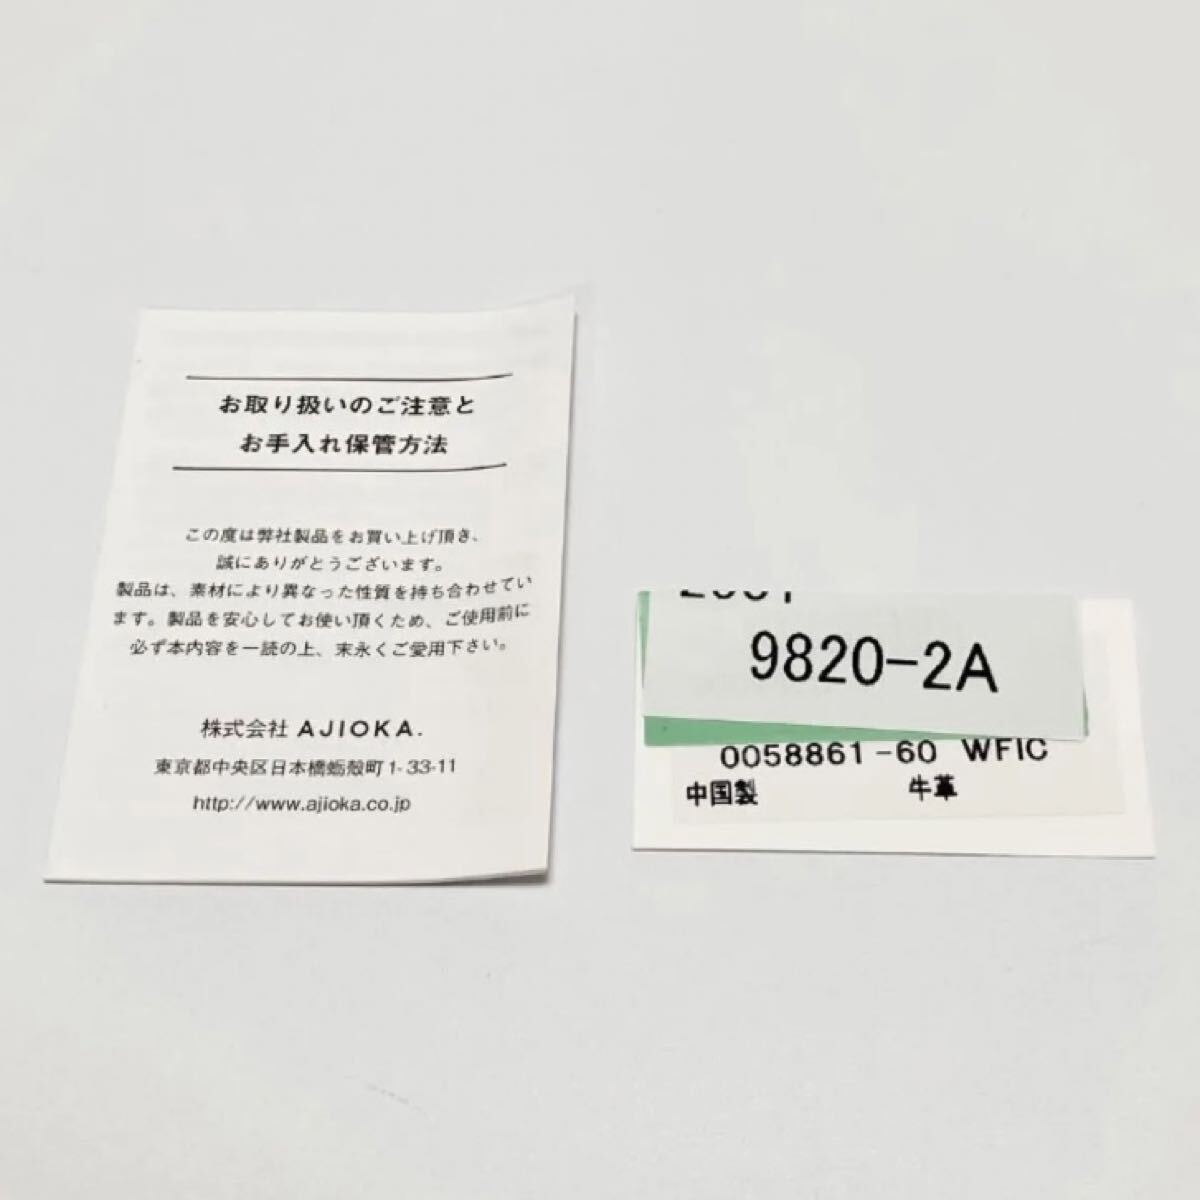 お取り扱いのご注意と
お手入れ保管方法
この度は弊社製品をお買い上げ頂き、
誠にありがとうございます。
製品は、素材により異なった性質を持ち合わせてい
ます。製品を安心してお使い頂くため、ご使用前に
必ず本内容を一読の上、末永くご愛用下さい。
株式会社 AJIOKA.
東京都中央区日本橋蛎殻町1-33-11
http://www.ajioka.co.jp
9820-2A
0058861-60 WFIC
中国製 牛革